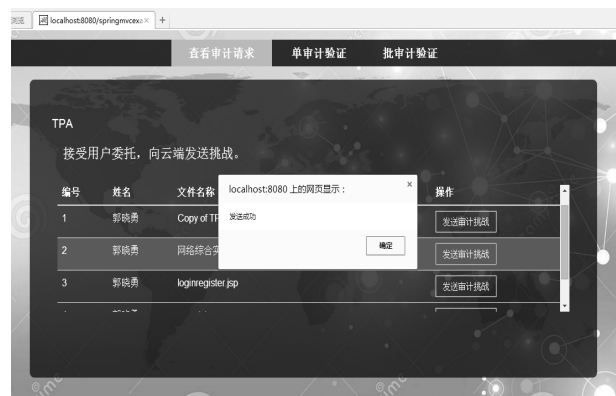 localhost:8080/springmvcexa × +
查看审计请求 单审计验证 批审计验证
TPA
接受用户委托，向云端发送挑战。
编号 姓名 文件名称 操作
localhost:8080 上的网页显示： ×
发送成功
确定
1 郭晓勇 Copy of TF 发送审计挑战
2 郭晓勇 网络综合实 发送审计挑战
3 郭晓勇 loginregister.jsp 发送审计挑战